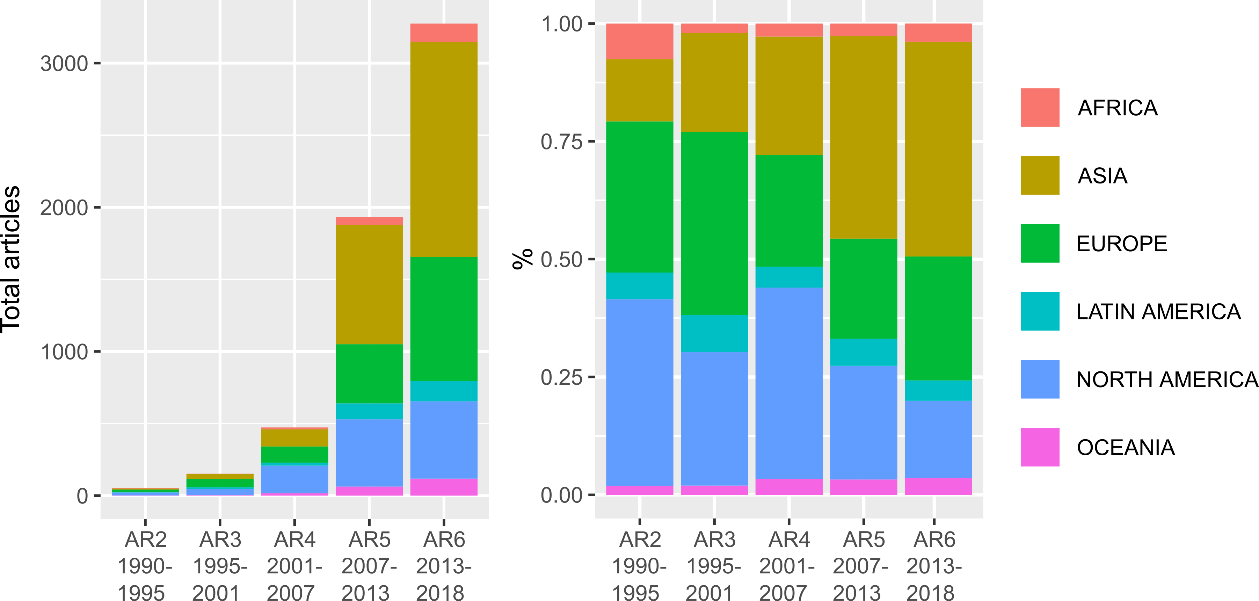 Total articles
3000
2000
1000
0
AR2
1990-
1995
AR3
1995-
2001
AR4
2001-
2007
AR5
2007-
2013
AR6
2013-
2018
%
1.00
0.75
0.50
0.25
0.00
AR2
1990-
1995
AR3
1995-
2001
AR4
2001-
2007
AR5
2007-
2013
AR6
2013-
2018
AFRICA
ASIA
EUROPE
LATIN AMERICA
NORTH AMERICA
OCEANIA